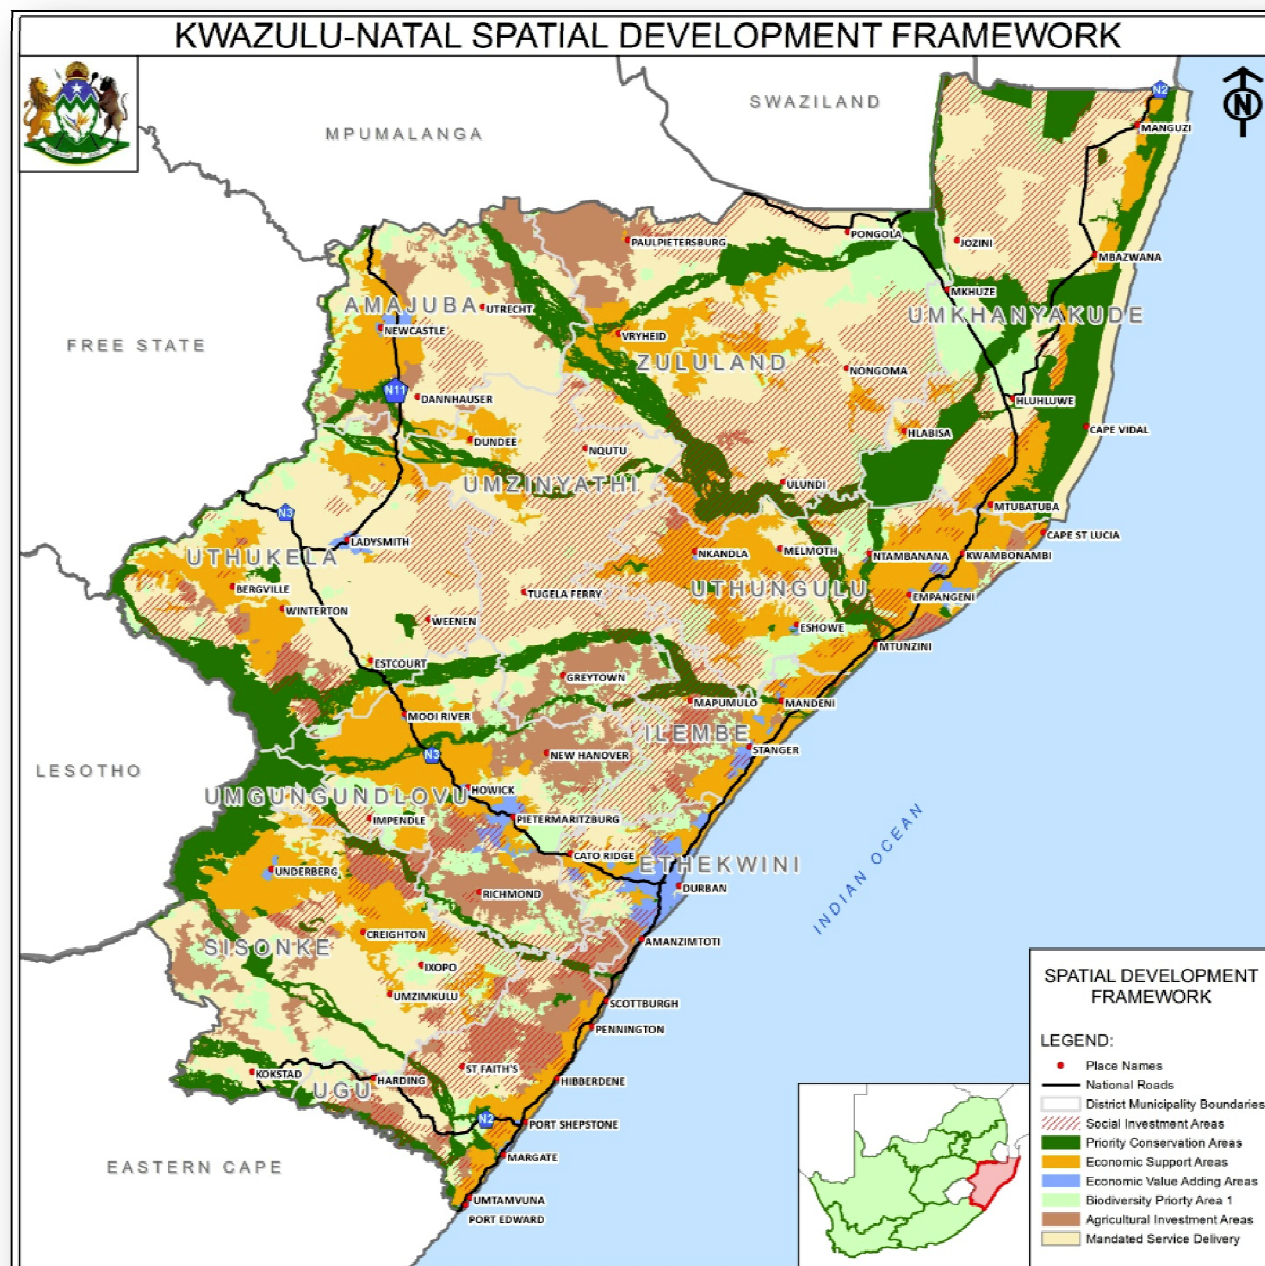 KWAZULU-NATAL SPATIAL DEVELOPMENT FRAMEWORK
SWAZILAND
MPUMALANGA
N2
N
MANGUZI
PONGOLA
PAULPIETERSBURG
JOZINI
MBAZWANA
MKHUZE
AMAJUBA
UTRECHT
UMKHANYAKUDE
NEWCASTLE
VRYHEID
FREE STATE
ZULULAND
NONGOMA
N11
DANNHAUSER
HLUHLUWE
HLABISA
CAPE VIDAL
DUNDEE
NQUTU
UMZINYATHI
ULUNDI
MTUBATUBA
N3
CAPE ST LUCIA
LADYSMITH
UTHUKELA
NKANDLA
MELMOTH
NTAMBANANA
KWAMBONAMBI
BERGVILLE
TUGELA FERRY
UTHUNGULU
EMPANGENI
WINTERTON
WEENEN
ESHOWE
MTUNZINI
ESTCOURT
GREYTOWN
MAPUMULO
MANDENI
MOOI RIVER
ILEMBE
STANGER
N3
NEW HANOVER
LESOTHO
UMGUNGUNDLOVU
HOWICK
IMPENDLE
PIETERMARITZBURG
CATO RIDGE
ETHEKWINI
UNDERBERG
RICHMOND
DURBAN
INDIAN OCEAN
CREIGHTON
AMANZIMTOTI
SISONKE
IXOPO
UMZIMKULU
SCOTTBURGH
PENNINGTON
KOKSTAD
HARDING
ST FAITH'S
HIBBERDENE
UGU
N2
PORT SHEPSTONE
MARGATE
EASTERN CAPE
UMTAMVUNA
PORT EDWARD
SPATIAL DEVELOPMENT
FRAMEWORK
LEGEND:
Place Names
National Roads
District Municipality Boundaries
Social Investment Areas
Priority Conservation Areas
Economic Support Areas
Economic Value Adding Areas
Biodiversity Priorty Area 1
Agricultural Investment Areas
Mandated Service Delivery